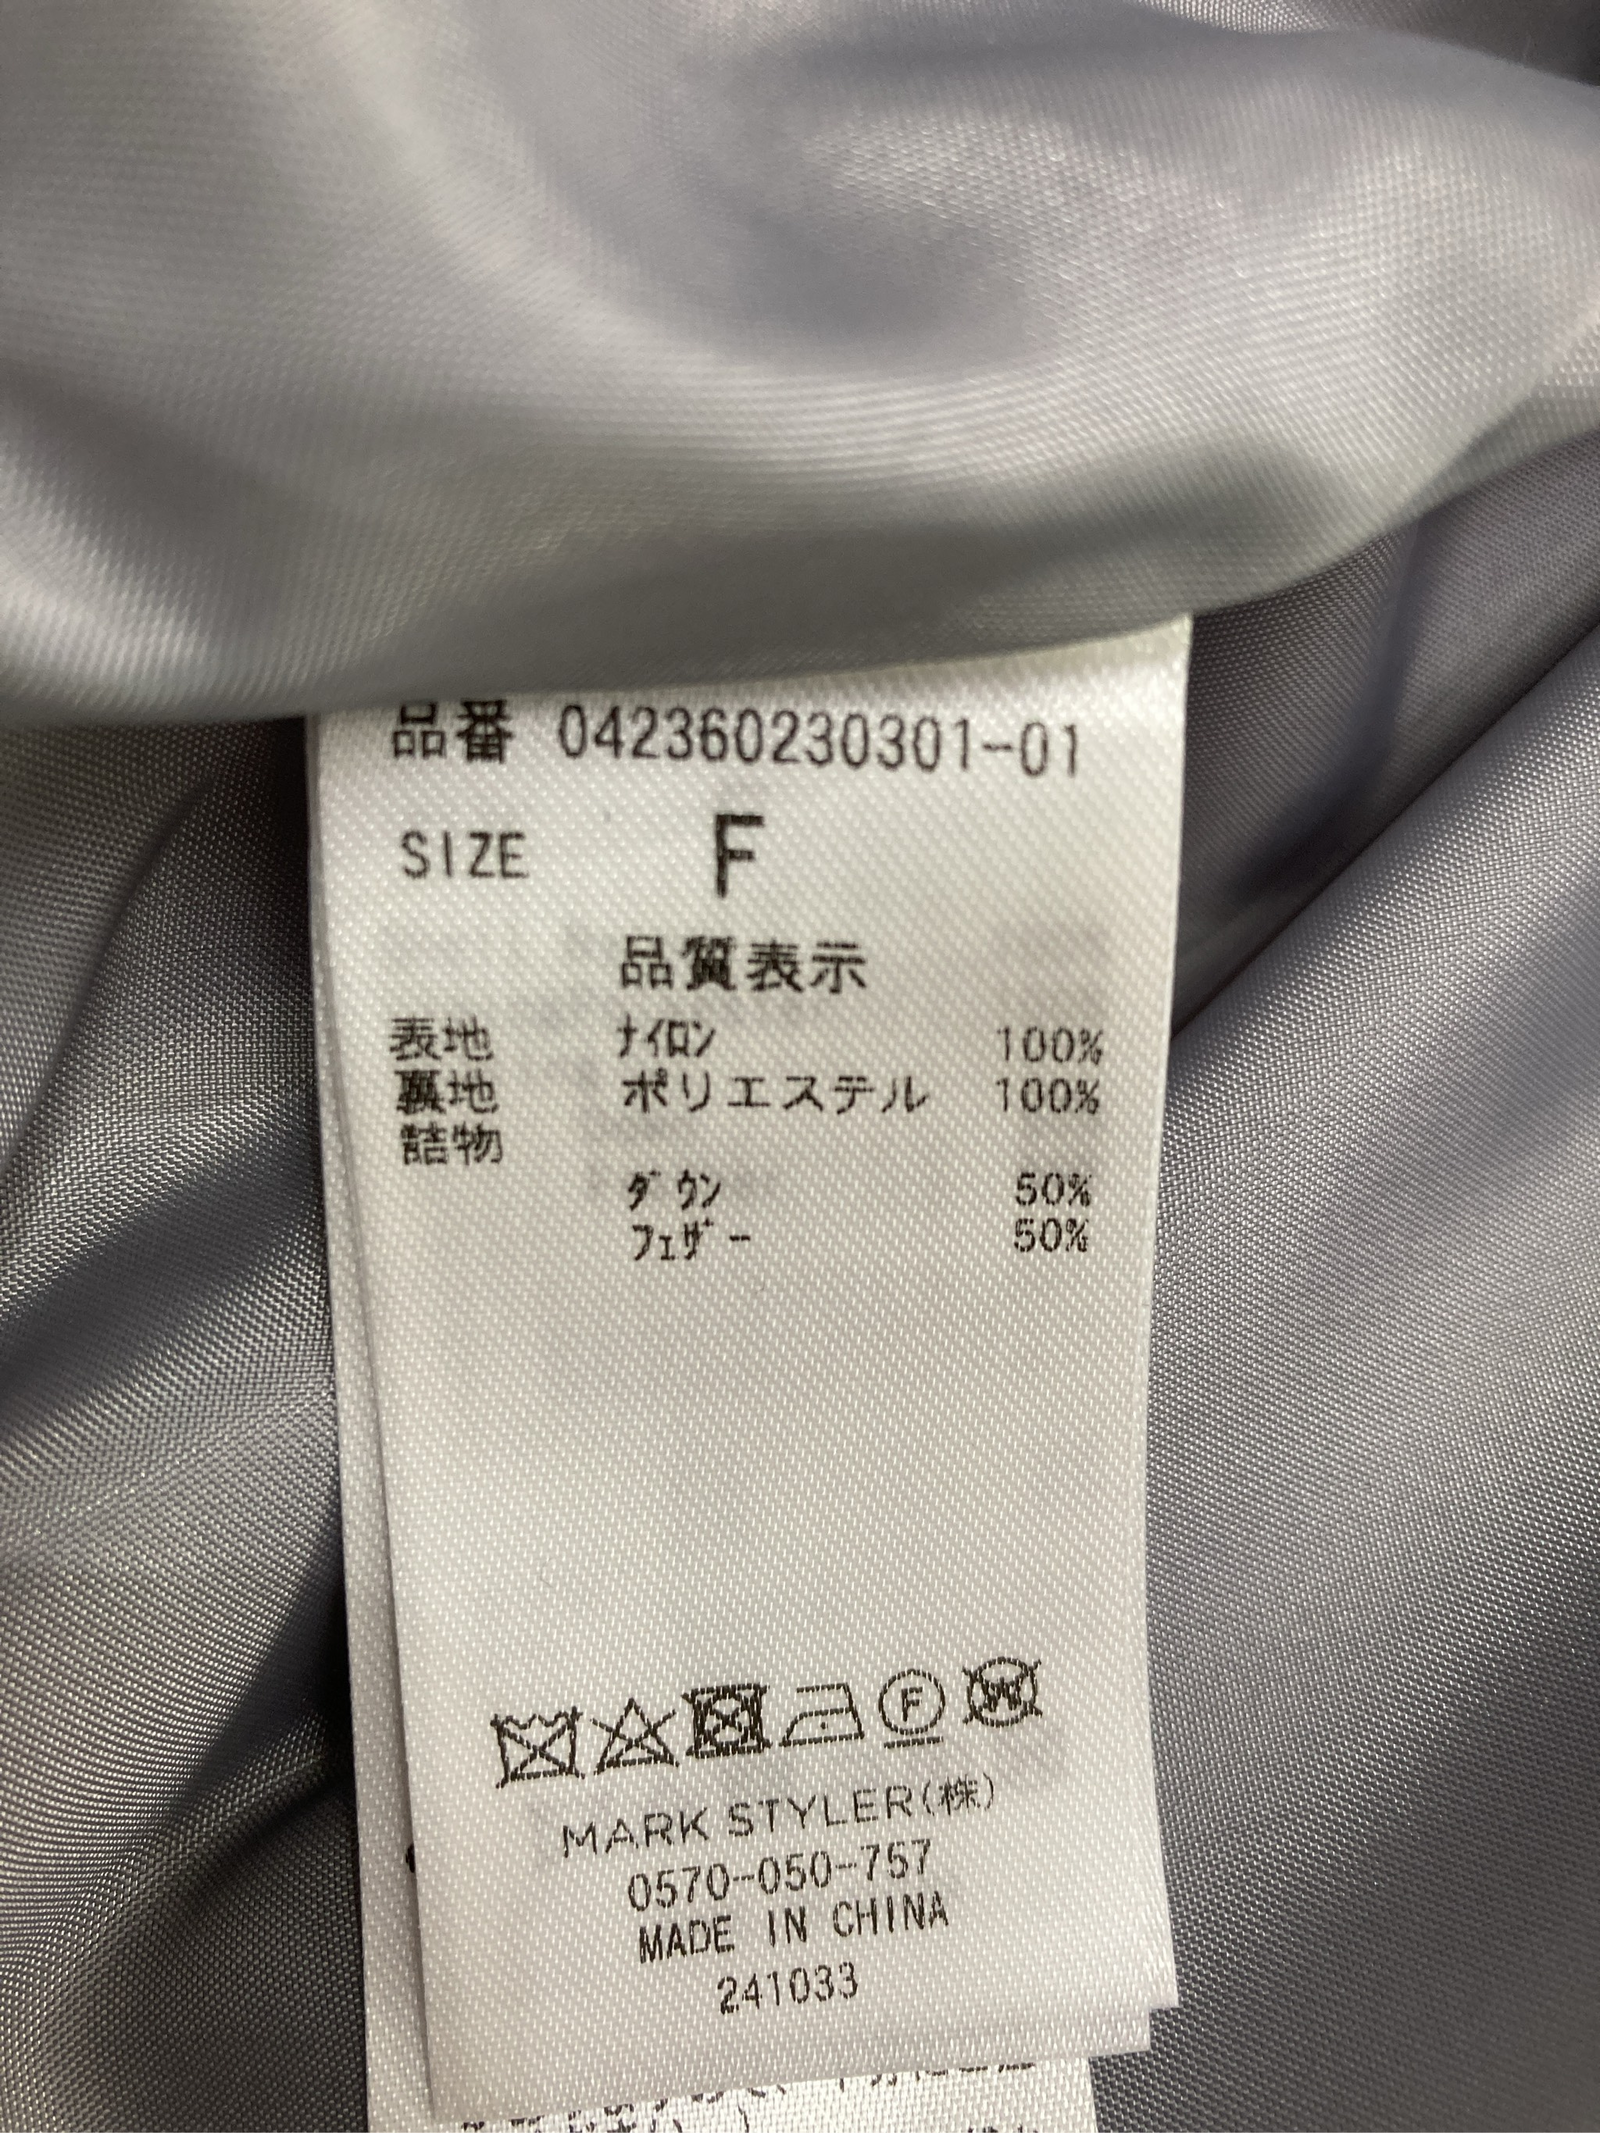 品番 042360230301-01
SIZE F
品質表示
表地 ﾅｲﾛﾝ 100%
裏地 ポリエステル 100%
詰物
ﾀﾞｳﾝ 50%
ﾌｪｻﾞｰ 50%
F
W
MARK STYLER(株)
0570-050-757
MADE IN CHINA
241033